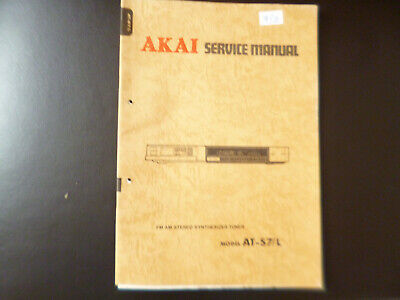 AKAI SERVICE MANUAL
FM AM STEREO SYNTHESIZER TUNER
MODEL AT-S7/L